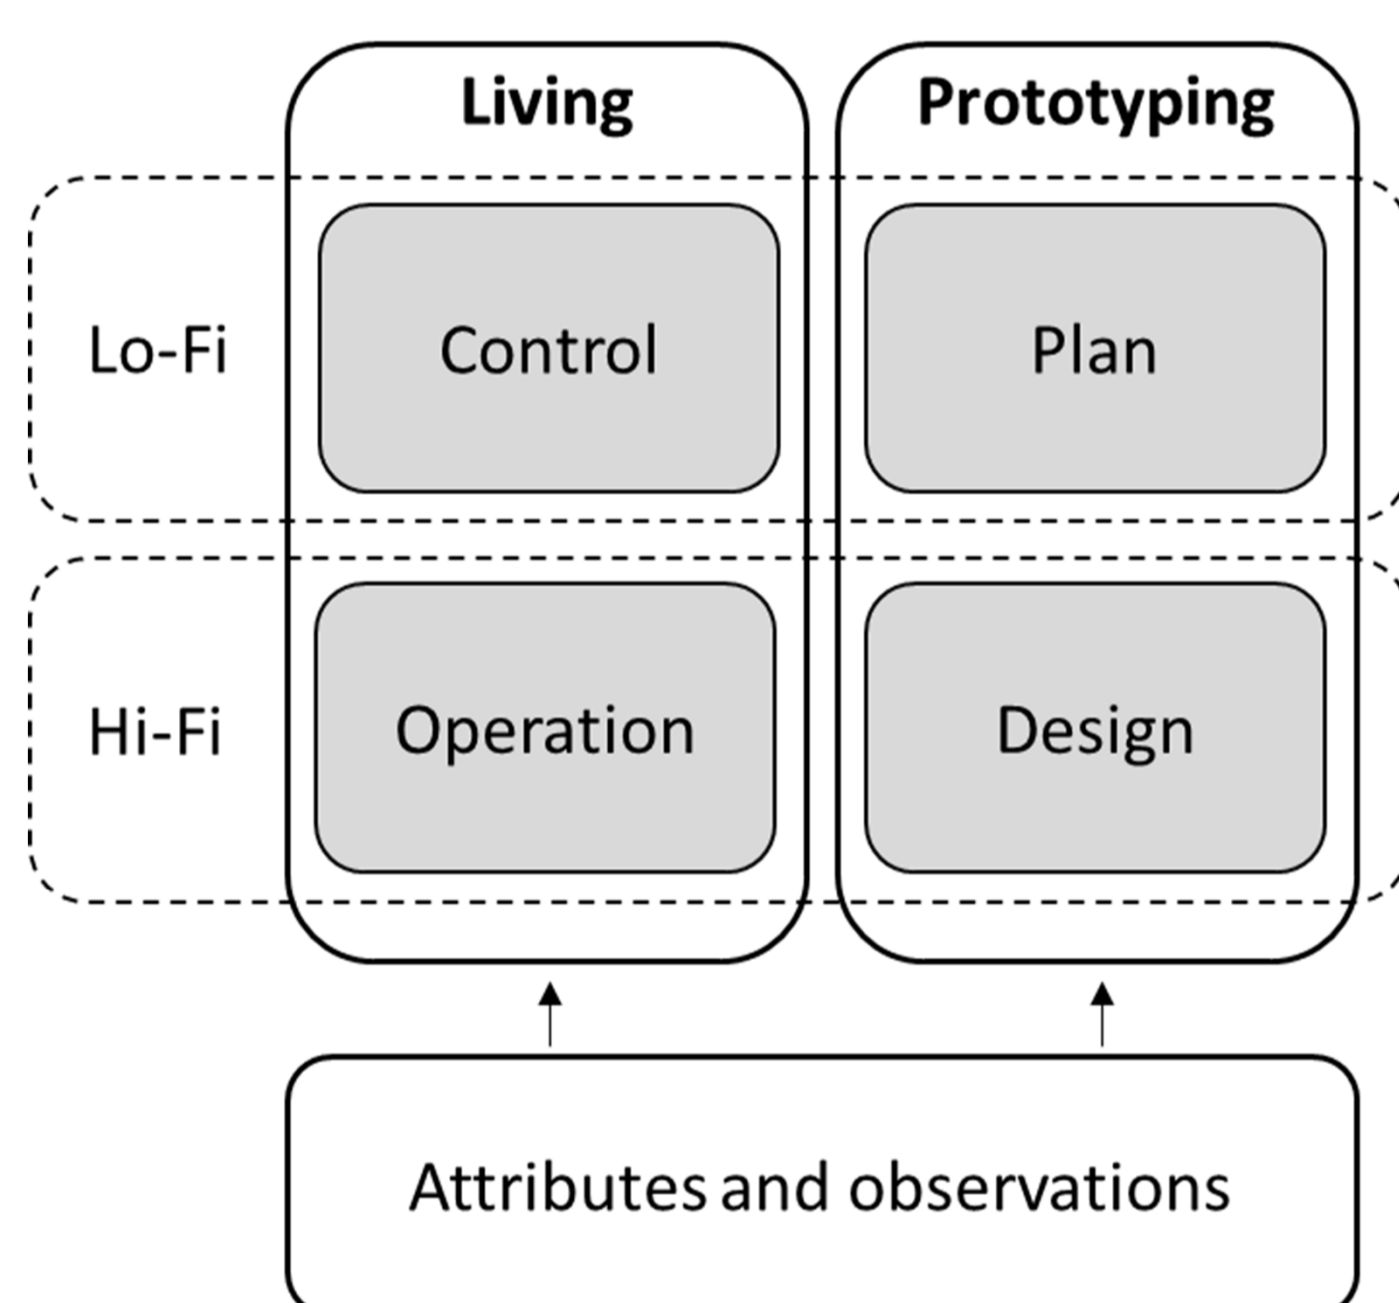 Living
Prototyping
Lo-Fi
Control
Plan
Hi-Fi
Operation
Design
Attributes and observations